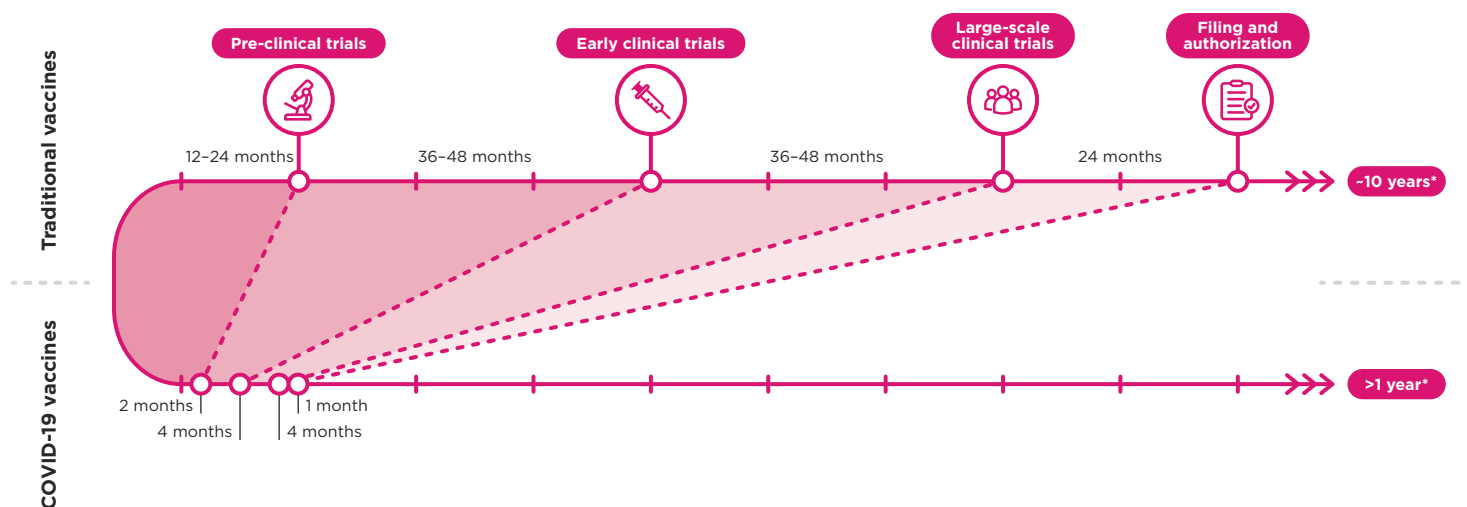 Traditional vaccines
Pre-clinical trials
Early clinical trials
Large-scale
clinical trials
Filing and
authorization
12–24 months
36–48 months
36–48 months
24 months
~10 years*
COVID-19 vaccines
2 months
4 months
4 months
1 month
>1 year*